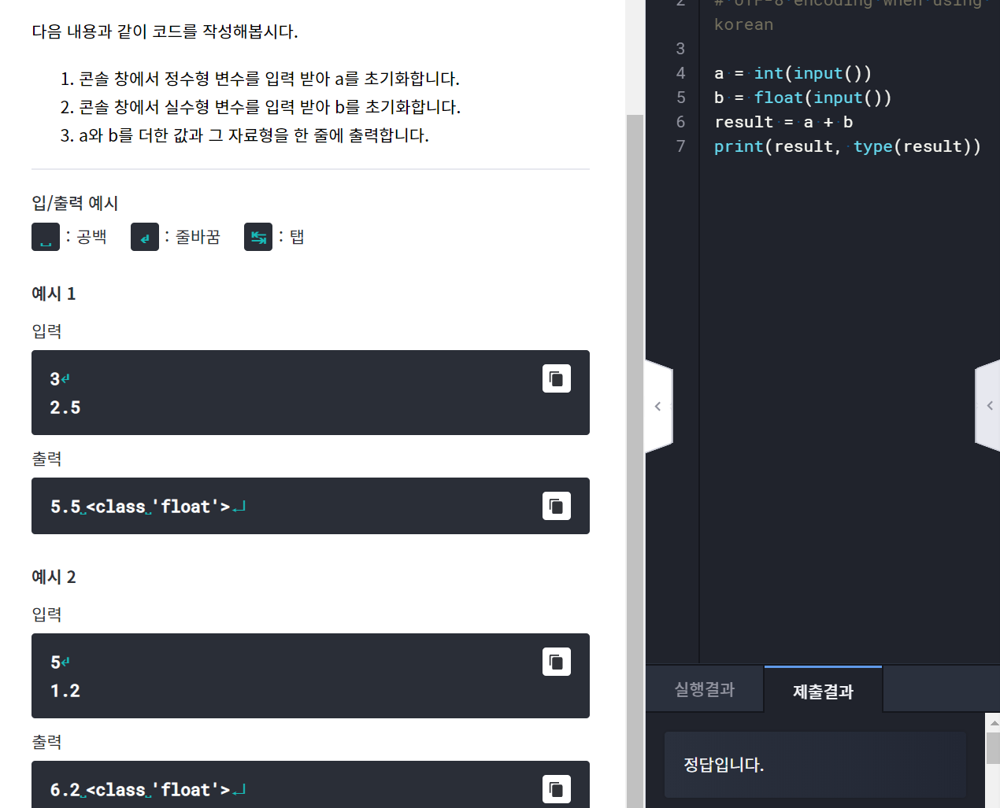 다음 내용과 같이 코드를 작성해봅시다.
1. 콘솔 창에서 정수형 변수를 입력 받아 a를 초기화합니다.
2. 콘솔 창에서 실수형 변수를 입력 받아 b를 초기화합니다.
3. a와 b를 더한 값과 그 자료형을 한 줄에 출력합니다.
입/출력 예시
␣ : 공백 ↲ : 줄바꿈 ↹ : 탭
예시 1
입력
3↲
2.5
출력
5.5␣<class␣'float'>↲
예시 2
입력
5↲
1.2
출력
6.2␣<class␣'float'>↲
2 # UTF-8 encoding when using
korean
3
4 a = int(input())
5 b = float(input())
6 result = a + b
7 print(result, type(result))
실행결과 제출결과
정답입니다.